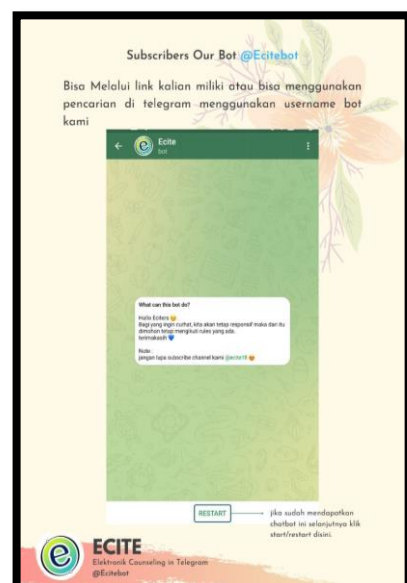 Subscribers Our Bot @Ecitebot
Bisa Melalui link kalian miliki atau bisa menggunakan
pencarian di telegram menggunakan username bot
kami
Ecite
bot
What can this bot do?
Hallo Eciters
Bagi yang ingin curhat, kita akan tetap responsif maka dari itu
dimohon tetap mengikuti rules yang ada.
terimakasih 💙
Note :
jangan lupa subscribe channel kami @ecite18
RESTART
jika sudah mendapatkan
chatbot ini selanjutnya klik
start/restart disini.
ECITE
Elektronik Counseling in Telegram
@Ecitebot